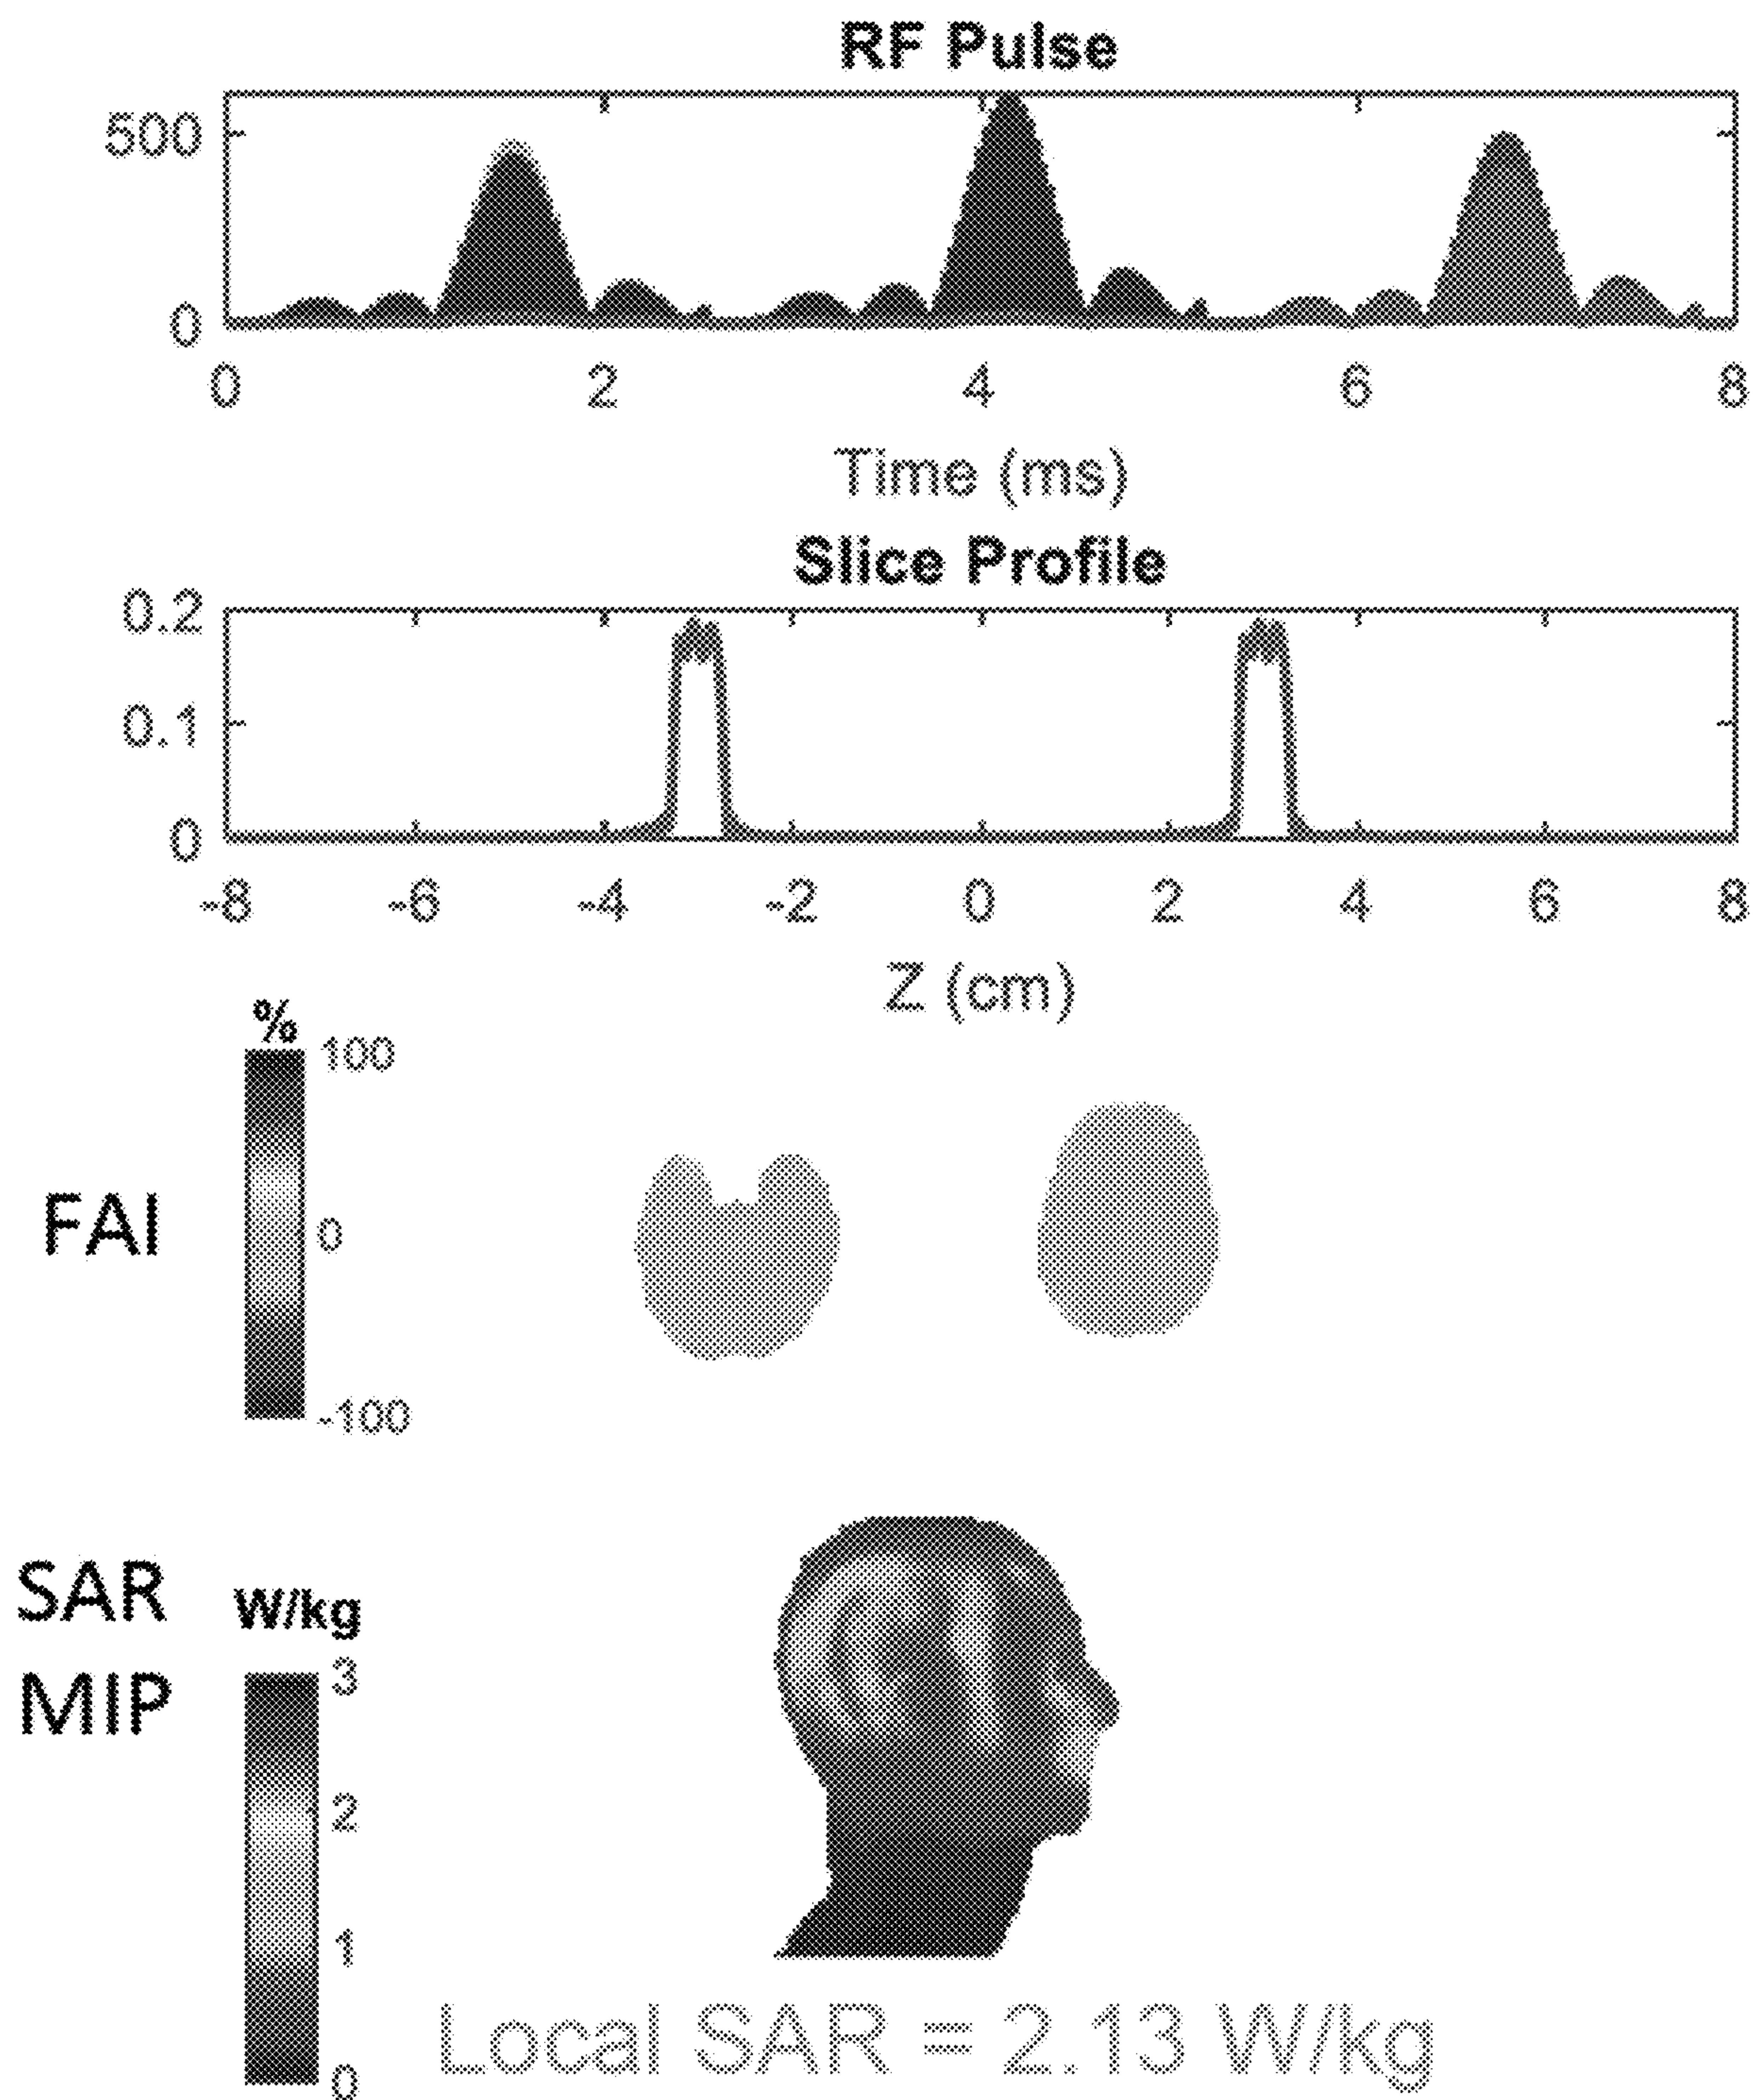 RF Pulse
500
0
0 2 4 6 8
Time (ms)
Slice Profile
0.2
0.1
0
-8 -6 -4 -2 0 2 4 6 8
Z (cm)
%
100
FAI
0
-100
SAR
MIP
W/kg
3
2
1
0
Local SAR = 2.13 W/kg